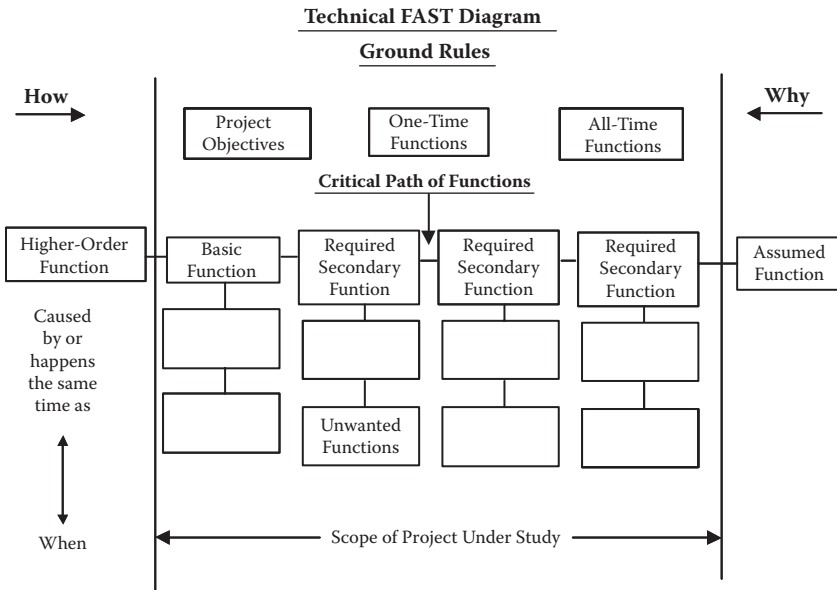 Technical FAST Diagram
Ground Rules
How
Why
Project
Objectives
One-Time
Functions
All-Time
Functions
Critical Path of Functions
Higher-Order
Function
Basic
Function
Required
Secondary
Funtion
Required
Secondary
Function
Required
Secondary
Function
Assumed
Function
Caused
by or
happens
the same
time as
Unwanted
Functions
When
Scope of Project Under Study